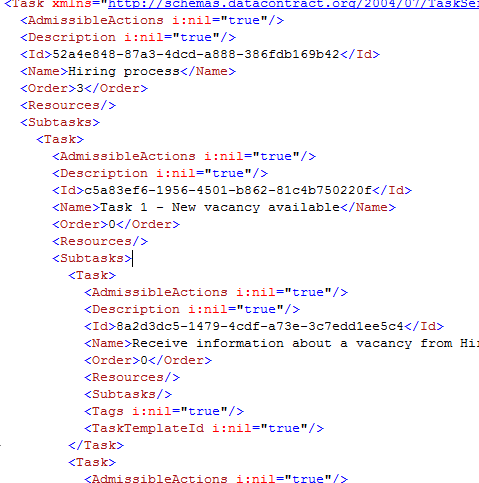 <Task xmlns="http://schemas.datacontract.org/2004/07/TaskSe
<AdmissibleActions i:nil="true"/>
<Description i:nil="true"/>
<Id>52a4e848-87a3-4dcd-a888-386fdb169b42</Id>
<Name>Hiring process</Name>
<Order>3</Order>
<Resources/>
<Subtasks>
<Task>
<AdmissibleActions i:nil="true"/>
<Description i:nil="true"/>
<Id>c5a83ef6-1956-4501-b862-81c4b750220f</Id>
<Name>Task 1 - New vacancy available</Name>
<Order>0</Order>
<Resources/>
<Subtasks>
<Task>
<AdmissibleActions i:nil="true"/>
<Description i:nil="true"/>
<Id>8a2d3dc5-1479-4cdf-a73e-3c7edd1ee5c4</Id>
<Name>Receive information about a vacancy from Hi
<Order>0</Order>
<Resources/>
<Subtasks/>
<Tags i:nil="true"/>
<TaskTemplateId i:nil="true"/>
</Task>
<Task>
<AdmissibleActions i:nil="true"/>